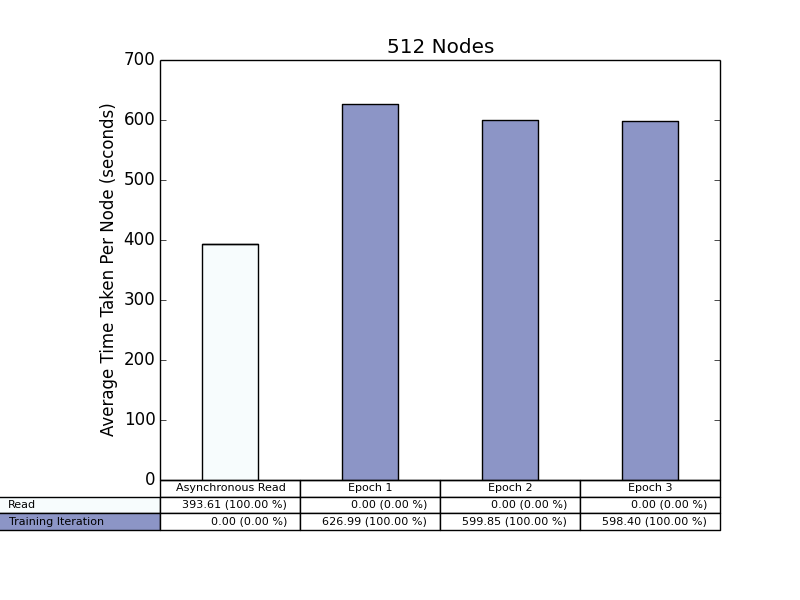 512 Nodes
Average Time Taken Per Node (seconds)
700
600
500
400
300
200
100
0
Asynchronous Read Epoch 1 Epoch 2 Epoch 3
Read 393.61 (100.00 %) 0.00 (0.00 %) 0.00 (0.00 %) 0.00 (0.00 %)
Training Iteration 0.00 (0.00 %) 626.99 (100.00 %) 599.85 (100.00 %) 598.40 (100.00 %)